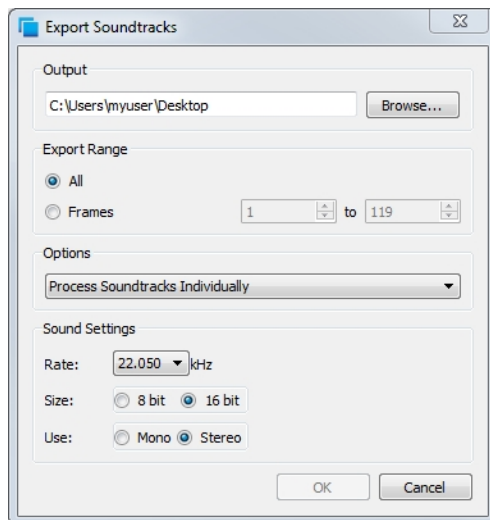 Export Soundtracks
Output
C:\Users\myuser\Desktop
Browse...
Export Range
All
Frames 1 to 119
Options
Process Soundtracks Individually
Sound Settings
Rate: 22.050 kHz
Size: 8 bit 16 bit
Use: Mono Stereo
OK Cancel